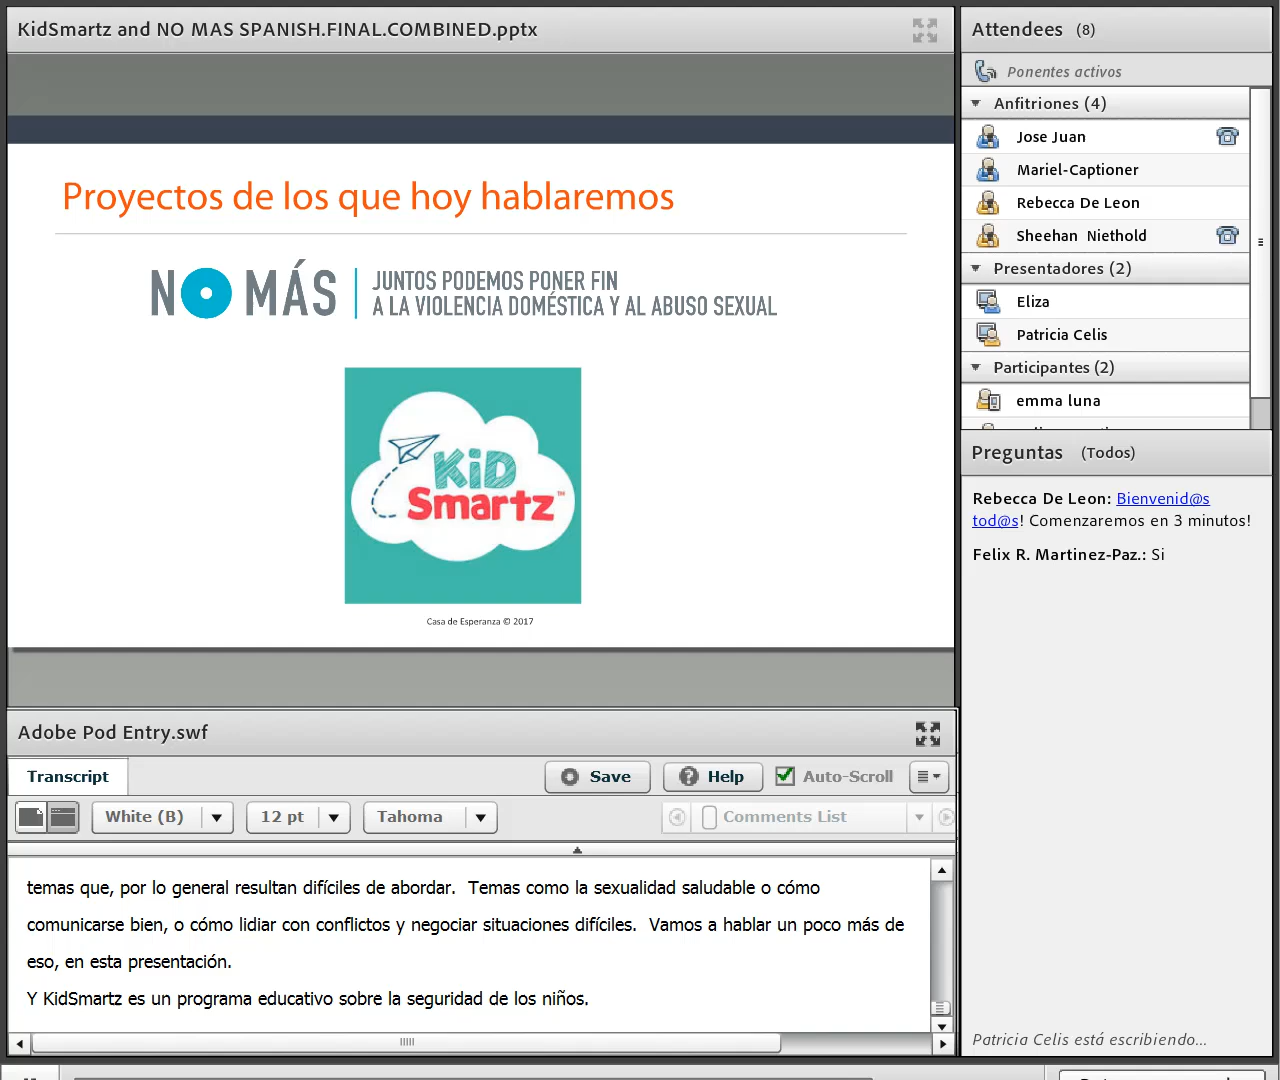 KidSmartz and NO MAS SPANISH.FINAL.COMBINED.pptx
Proyectos de los que hoy hablaremos
NO MÁS
JUNTOS PODEMOS PONER FIN
A LA VIOLENCIA DOMÉSTICA Y AL ABUSO SEXUAL
KiD
Smartz™
Casa de Esperanza © 2017
Adobe Pod Entry.swf
Transcript
Save
Help
Auto-Scroll
White (B)
12 pt
Tahoma
Comments List
temas que, por lo general resultan difíciles de abordar.  Temas como la sexualidad saludable o cómo
comunicarse bien, o cómo lidiar con conflictos y negociar situaciones difíciles.  Vamos a hablar un poco más de
eso, en esta presentación.
Y KidSmartz es un programa educativo sobre la seguridad de los niños.
Attendees (8)
Ponentes activos
Anfitriones (4)
Jose Juan
Mariel-Captioner
Rebecca De Leon
Sheehan  Niethold
Presentadores (2)
Eliza
Patricia Celis
Participantes (2)
emma luna
Preguntas (Todos)
Rebecca De Leon: Bienvenid@s
tod@s! Comenzaremos en 3 minutos!
Felix R. Martinez-Paz.: Si
Patricia Celis está escribiendo...